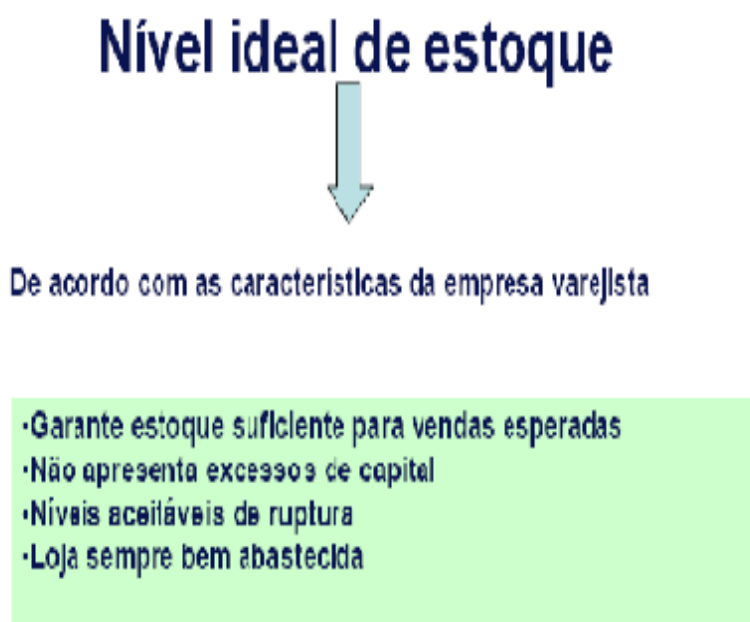 Nível ideal de estoque
De acordo com as características da empresa varejista
·Garante estoque suficiente para vendas esperadas
·Não apresenta excessos de capital
·Níveis aceitáveis de ruptura
·Loja sempre bem abastecida